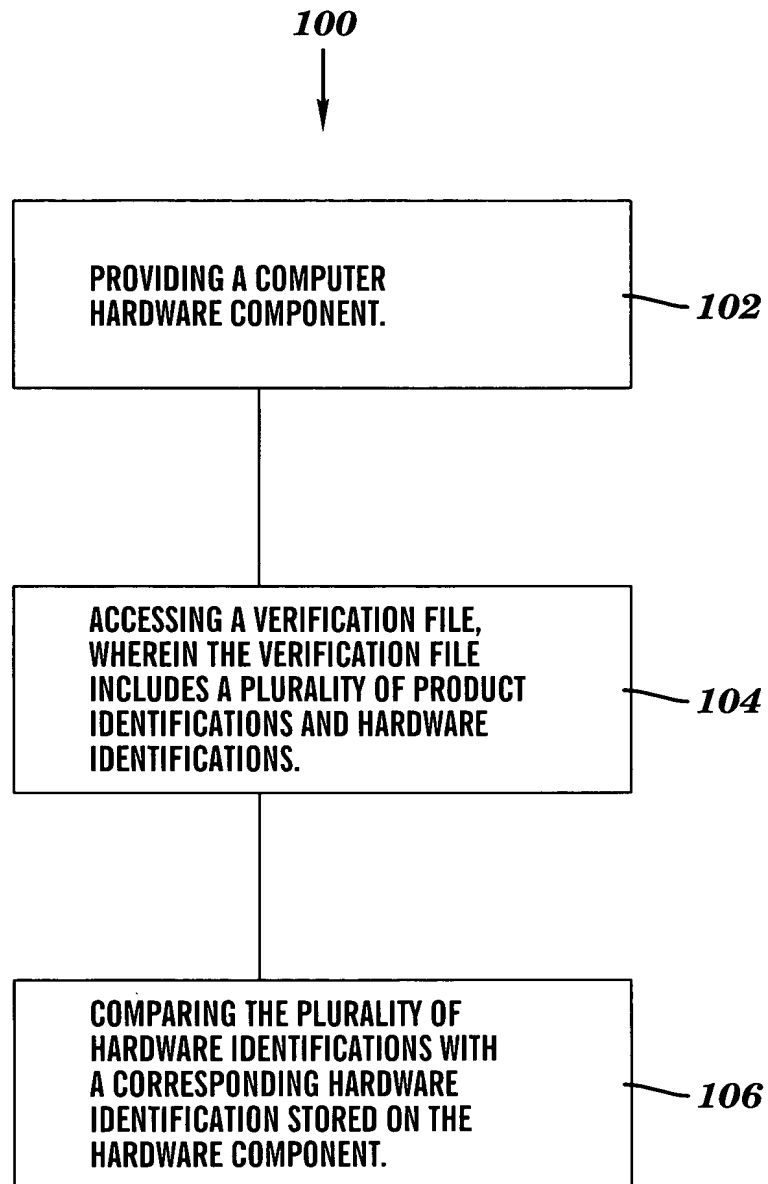 100
PROVIDING A COMPUTER
HARDWARE COMPONENT.
102
ACCESSING A VERIFICATION FILE,
WHEREIN THE VERIFICATION FILE
INCLUDES A PLURALITY OF PRODUCT
IDENTIFICATIONS AND HARDWARE
IDENTIFICATIONS.
104
COMPARING THE PLURALITY OF
HARDWARE IDENTIFICATIONS WITH
A CORRESPONDING HARDWARE
IDENTIFICATION STORED ON THE
HARDWARE COMPONENT.
106